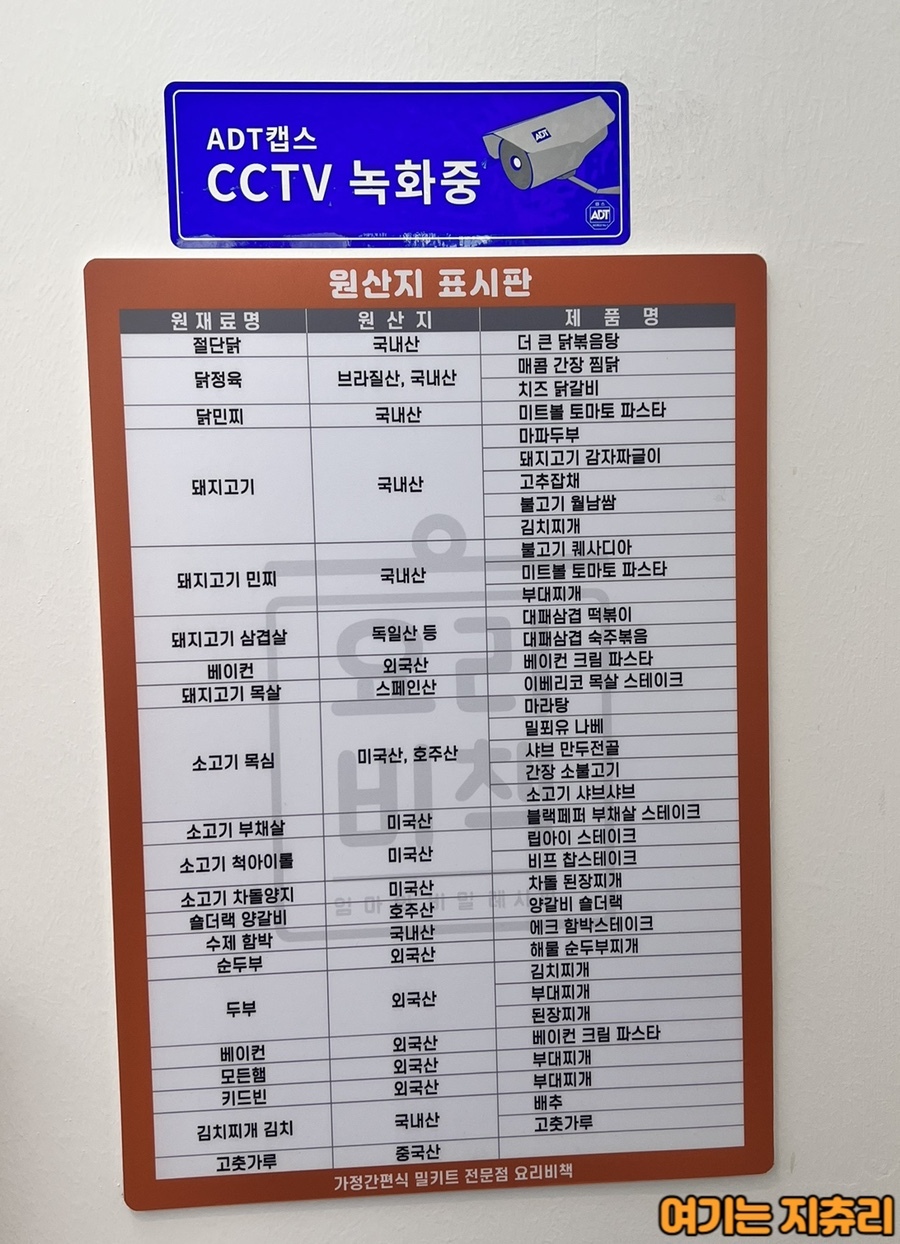 ADT캡스
CCTV 녹화중
ADT
캡스
ADT
원산지 표시판
원재료명 원산지 제품명
절단닭 국내산 더 큰 닭볶음탕
닭정육 브라질산, 국내산 매콤 간장 찜닭
치즈 닭갈비
닭민찌 국내산 미트볼 토마토 파스타
돼지고기 국내산 마파두부
돼지고기 감자짜글이
고추잡채
불고기 월남쌈
김치찌개
돼지고기 민찌 국내산 불고기 퀘사디아
미트볼 토마토 파스타
부대찌개
돼지고기 삼겹살 독일산 등 대패삼겹 떡볶이
대패삼겹 숙주볶음
베이컨 외국산 베이컨 크림 파스타
돼지고기 목살 스페인산 이베리코 목살 스테이크
소고기 목심 미국산, 호주산 마라탕
밀푀유 나베
샤브 만두전골
간장 소불고기
소고기 샤브샤브
소고기 부채살 미국산 블랙페퍼 부채살 스테이크
소고기 척아이롤 미국산 립아이 스테이크
비프 찹스테이크
소고기 차돌양지 미국산 차돌 된장찌개
숄더랙 양갈비 호주산 양갈비 숄더랙
수제 함박 국내산 에크 함박스테이크
순두부 외국산 해물 순두부찌개
두부 외국산 김치찌개
부대찌개
된장찌개
베이컨 외국산 베이컨 크림 파스타
모든햄 외국산 부대찌개
키드빈 외국산 부대찌개
김치찌개 김치 국내산 배추
고춧가루
고춧가루 중국산
요리
비책
가정간편식 밀키트 전문점 요리비책
여기는 지츄리